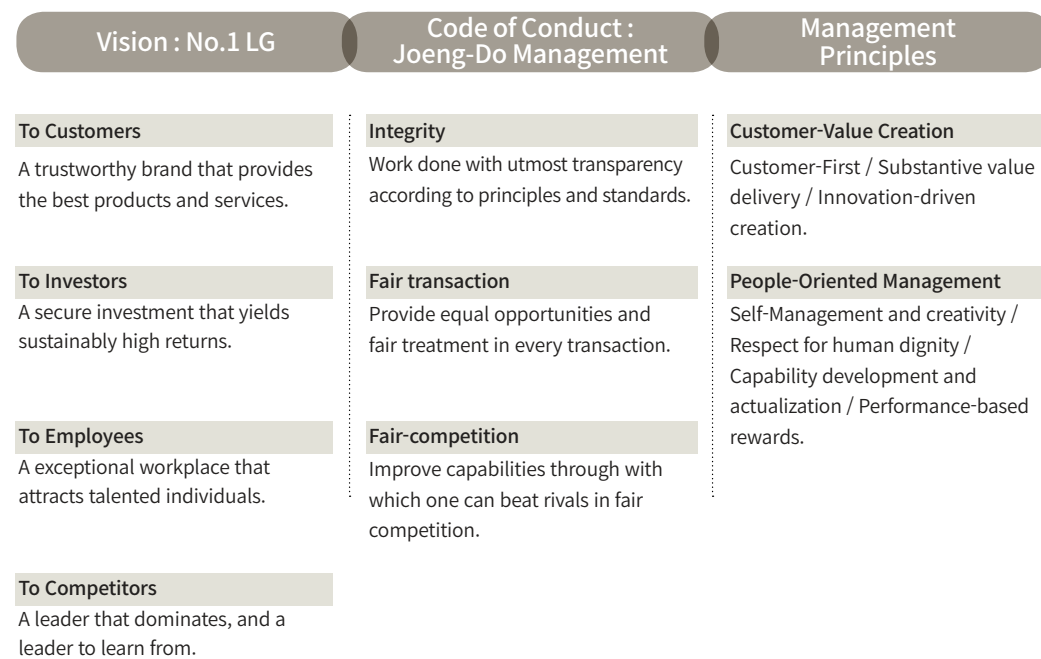 Vision : No.1 LG
To Customers
A trustworthy brand that provides
the best products and services.
To Investors
A secure investment that yields
sustainably high returns.
To Employees
A exceptional workplace that
attracts talented individuals.
To Competitors
A leader that dominates, and a
leader to learn from.
Code of Conduct :
Joeng-Do Management
Integrity
Work done with utmost transparency
according to principles and standards.
Fair transaction
Provide equal opportunities and
fair treatment in every transaction.
Fair-competition
Improve capabilities through with
which one can beat rivals in fair
competition.
Management
Principles
Customer-Value Creation
Customer-First / Substantive value
delivery / Innovation-driven
creation.
People-Oriented Management
Self-Management and creativity /
Respect for human dignity /
Capability development and
actualization / Performance-based
rewards.